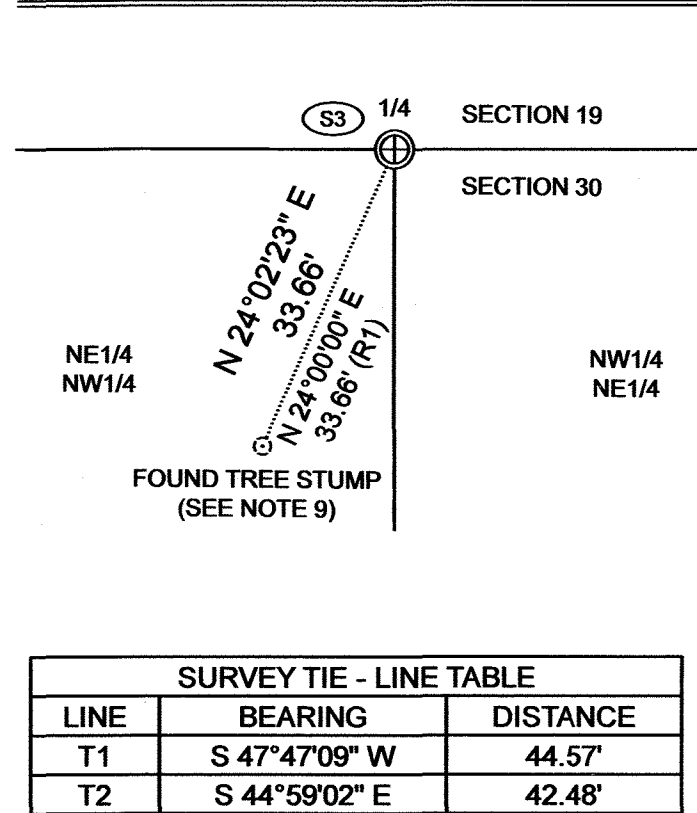 S3 1/4 SECTION 19
SECTION 30
N 24°02'23" E
33.66'
N 24°00'00" E
33.66' (R1)
NE1/4
NW1/4
NW1/4
NE1/4
FOUND TREE STUMP
(SEE NOTE 9)
SURVEY TIE - LINE TABLE
LINE BEARING DISTANCE
T1 S 47°47'09" W 44.57'
T2 S 44°59'02" E 42.48'